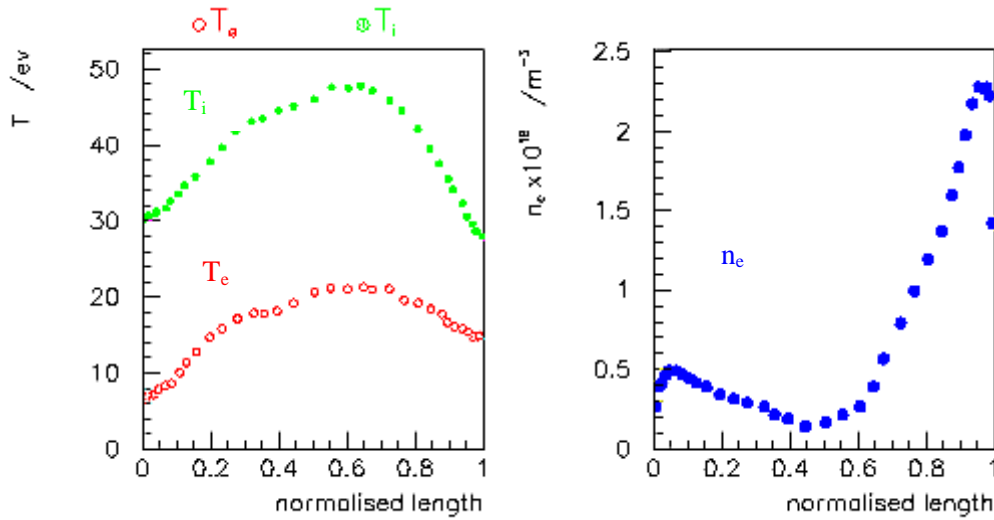 ○ Tₑ ⊕ Tᵢ
T /ev
50
40
30
20
10
0
Tᵢ
Tₑ
0 0.2 0.4 0.6 0.8 1
normalised length
nₑ x10¹⁸ /m⁻³
2.5
2
1.5
1
0.5
0
nₑ
0 0.2 0.4 0.6 0.8 1
normalised length